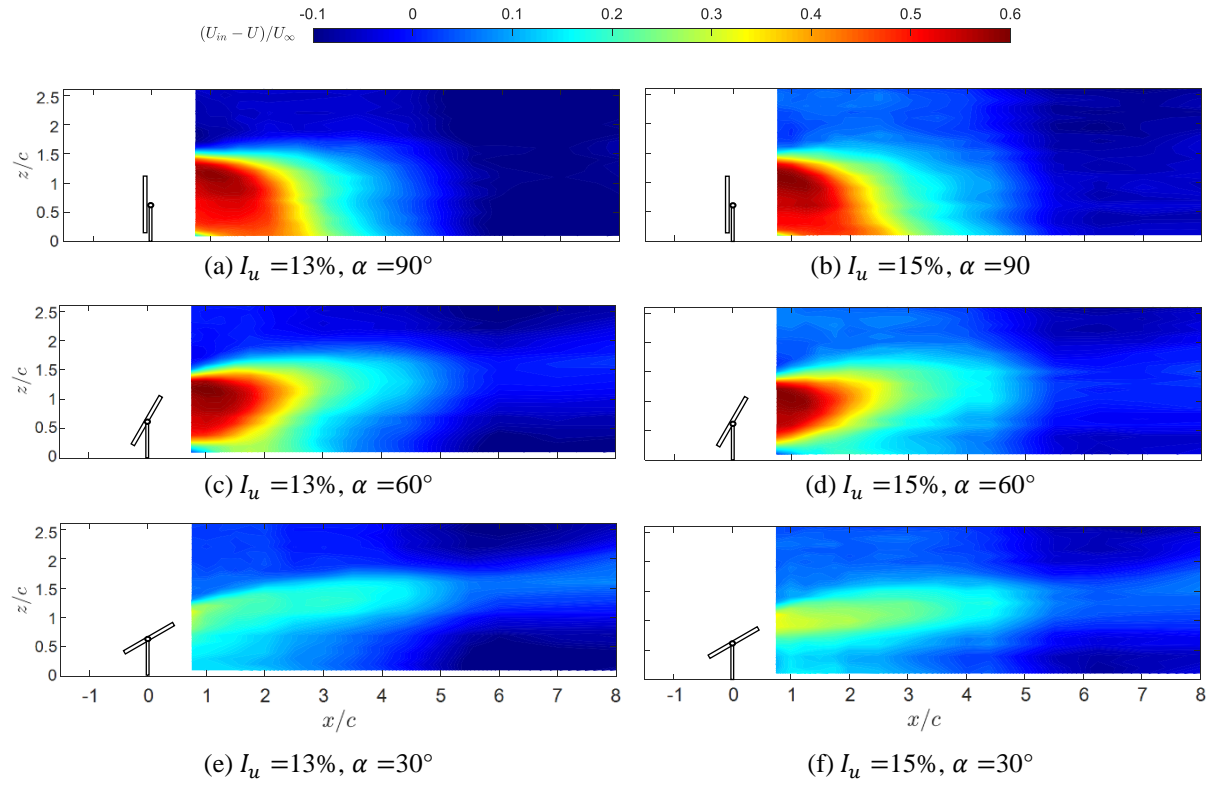 -0.1 0 0.1 0.2 0.3 0.4 0.5 0.6
(U_in − U)/U_∞
2.5
2
1.5
1
0.5
0
z/c
(a) I_u =13%, α =90°
(b) I_u =15%, α =90
2.5
2
1.5
1
0.5
0
z/c
(c) I_u =13%, α =60°
(d) I_u =15%, α =60°
2.5
2
1.5
1
0.5
0
z/c
-1 0 1 2 3 4 5 6 7 8
x/c
-1 0 1 2 3 4 5 6 7 8
x/c
(e) I_u =13%, α =30°
(f) I_u =15%, α =30°